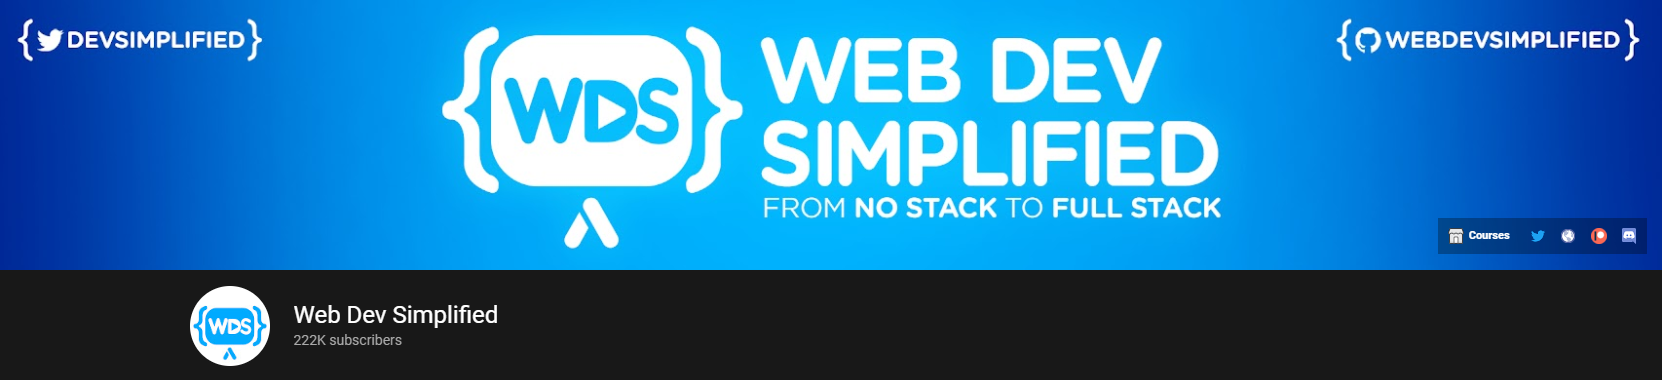 { DEVSIMPLIFIED }
{ WDS }
WEB DEV
SIMPLIFIED
FROM NO STACK TO FULL STACK
{ WEBDEVSIMPLIFIED }
Courses
{ WDS }
Web Dev Simplified
222K subscribers